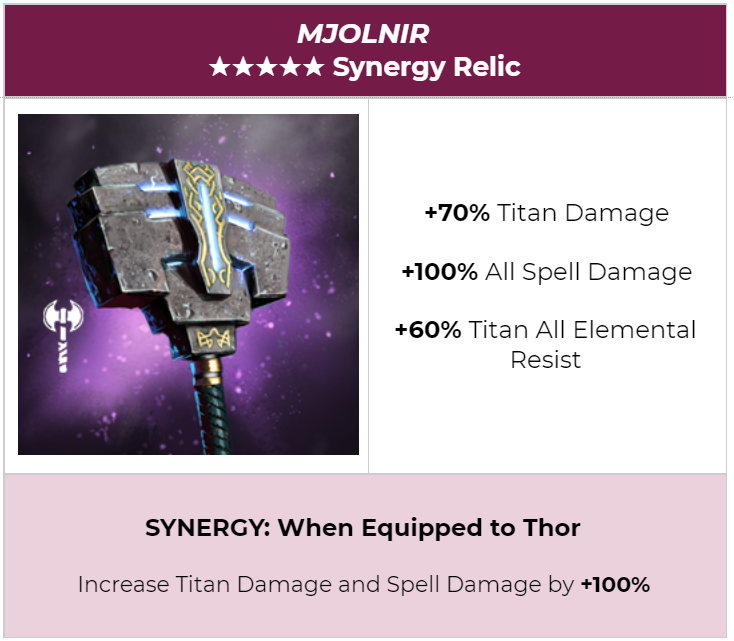 MJOLNIR
★★★★★ Synergy Relic
+70% Titan Damage
+100% All Spell Damage
+60% Titan All Elemental
Resist
SYNERGY: When Equipped to Thor
Increase Titan Damage and Spell Damage by +100%